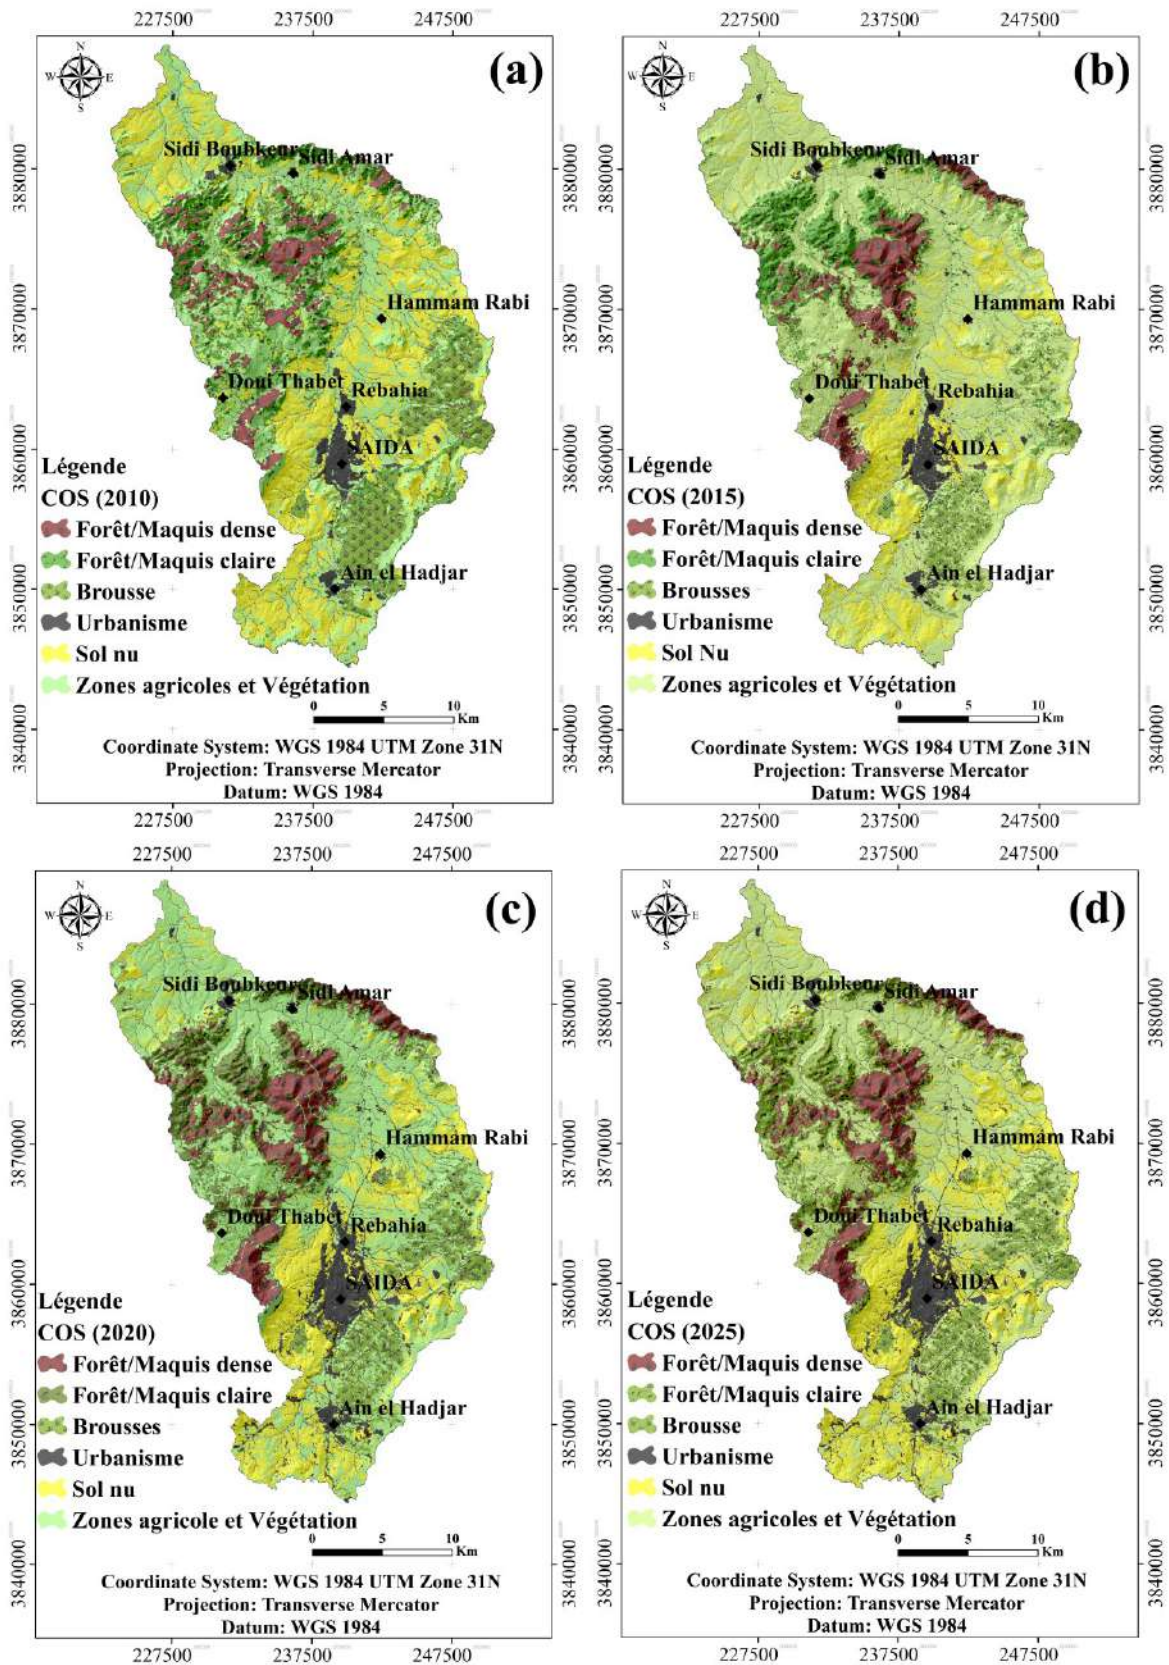 227500 237500 247500
(a)
N
W E
S
Sidi Boubkeur
Sidi Amar
Hammam Rabi
Doui Thabet
Rebahia
SAIDA
Ain el Hadjar
3880000
3870000
3860000
3850000
3840000
Légende
COS (2010)
Forêt/Maquis dense
Forêt/Maquis claire
Brousse
Urbanisme
Sol nu
Zones agricoles et Végétation
0 5 10
Km
Coordinate System: WGS 1984 UTM Zone 31N
Projection: Transverse Mercator
Datum: WGS 1984
227500 237500 247500
227500 237500 247500
(b)
N
W E
S
Sidi Boubkeur
Sidi Amar
Hammam Rabi
Doui Thabet
Rebahia
SAIDA
Ain el Hadjar
3880000
3870000
3860000
3850000
3840000
Légende
COS (2015)
Forêt/Maquis dense
Forêt/Maquis claire
Brousses
Urbanisme
Sol Nu
Zones agricoles et Végétation
0 5 10
Km
Coordinate System: WGS 1984 UTM Zone 31N
Projection: Transverse Mercator
Datum: WGS 1984
227500 237500 247500
227500 237500 247500
(c)
N
W E
S
Sidi Boubkeur
Sidi Amar
Hammam Rabi
Doui Thabet
Rebahia
SAIDA
Ain el Hadjar
3880000
3870000
3860000
3850000
3840000
Légende
COS (2020)
Forêt/Maquis dense
Forêt/Maquis claire
Brousses
Urbanisme
Sol nu
Zones agricole et Végétation
0 5 10
Km
Coordinate System: WGS 1984 UTM Zone 31N
Projection: Transverse Mercator
Datum: WGS 1984
227500 237500 247500
227500 237500 247500
(d)
N
W E
S
Sidi Boubkeur
Sidi Amar
Hammam Rabi
Doui Thabet
Rebahia
SAIDA
Ain el Hadjar
3880000
3870000
3860000
3850000
3840000
Légende
COS (2025)
Forêt/Maquis dense
Forêt/Maquis claire
Brousse
Urbanisme
Sol nu
Zones agricoles et Végétation
0 5 10
Km
Coordinate System: WGS 1984 UTM Zone 31N
Projection: Transverse Mercator
Datum: WGS 1984
227500 237500 247500